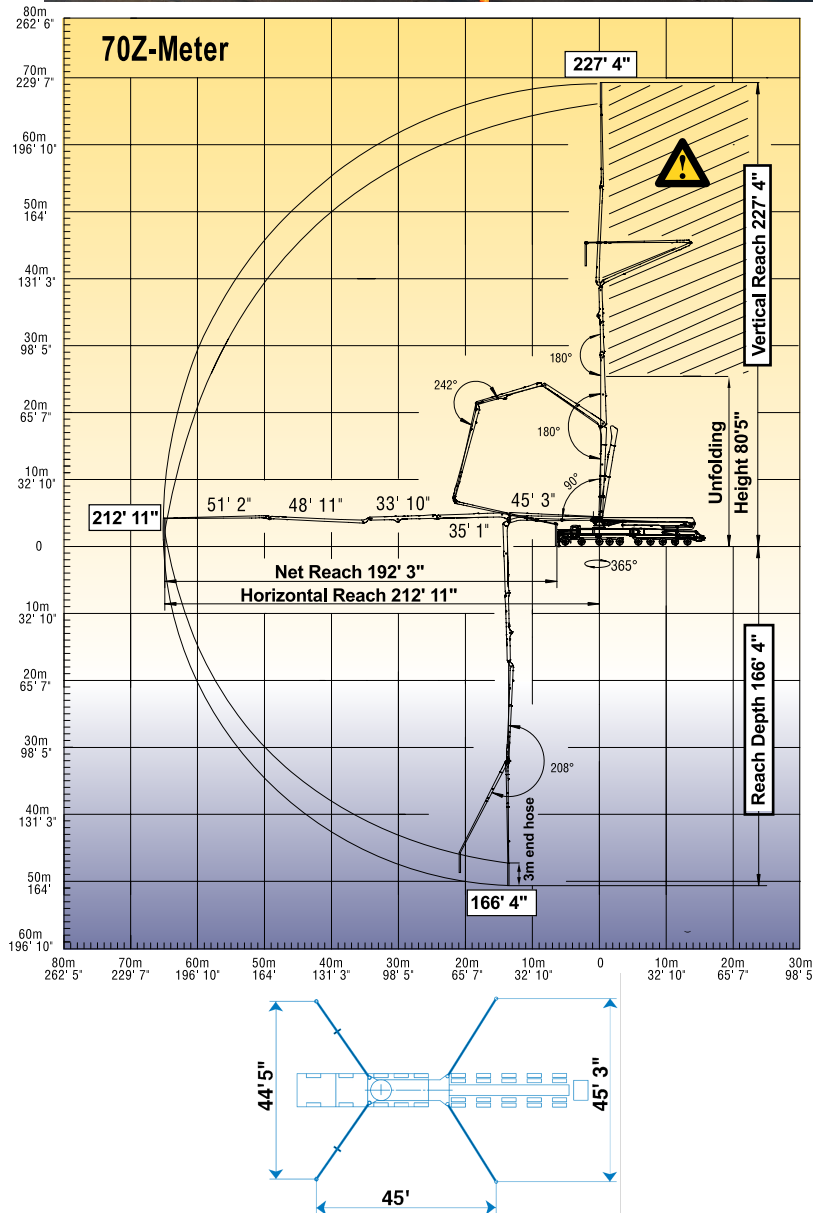 70Z-Meter
80m
262' 6"
70m
229' 7"
60m
196' 10"
50m
164'
40m
131' 3"
30m
98' 5"
20m
65' 7"
10m
32' 10"
0
10m
32' 10"
20m
65' 7"
30m
98' 5"
40m
131' 3"
50m
164'
60m
196' 10"
227' 4"
!
Vertical Reach 227' 4"
Unfolding
Height 80'5"
180°
242°
180°
90°
212' 11"
51' 2"
48' 11"
33' 10"
45' 3"
35' 1"
365°
Net Reach 192' 3"
Horizontal Reach 212' 11"
Reach Depth 166' 4"
208°
3m end hose
166' 4"
80m
262' 5"
70m
229' 7"
60m
196' 10"
50m
164'
40m
131' 3"
30m
98' 5"
20m
65' 7"
10m
32' 10"
0
10m
32' 10"
20m
65' 7"
30m
98' 5
44'5"
45' 3"
45'